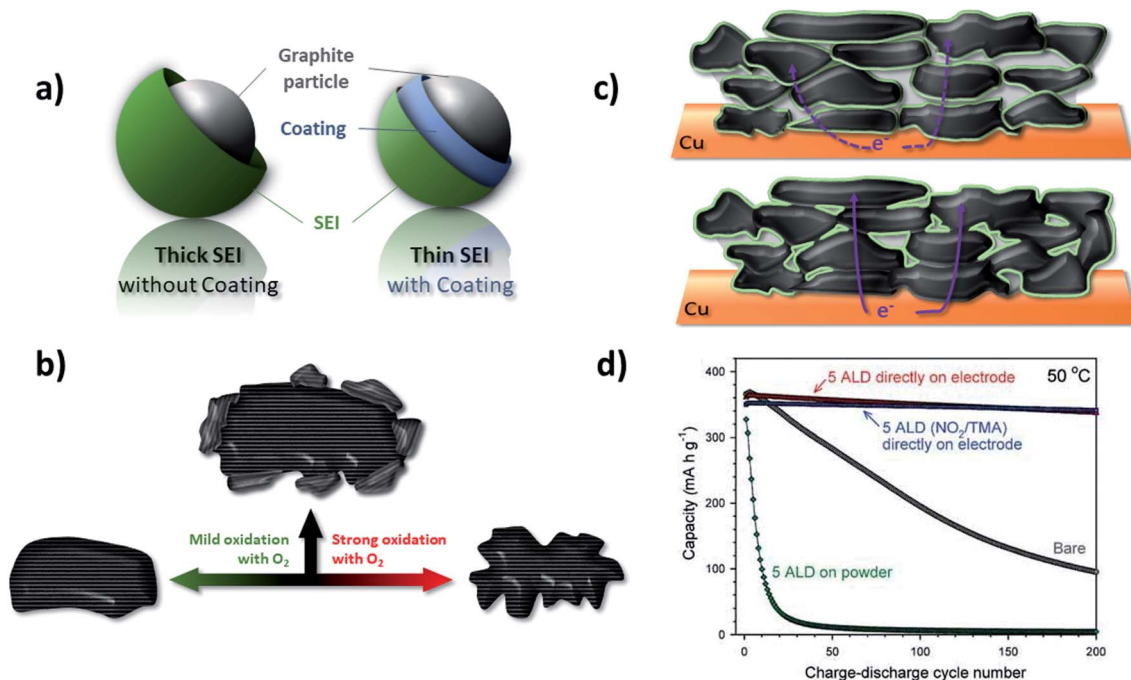 a)
Graphite
particle
Coating
SEI
Thick SEI
without Coating
Thin SEI
with Coating
b)
Mild oxidation
with O₂
Strong oxidation
with O₂
c)
Cu
e⁻
Cu
e⁻
d)
400
300
200
100
0
Capacity (mA h g⁻¹)
5 ALD directly on electrode
50 °C
5 ALD (NO₂/TMA)
directly on electrode
Bare
5 ALD on powder
0
50
100
150
200
Charge-discharge cycle number